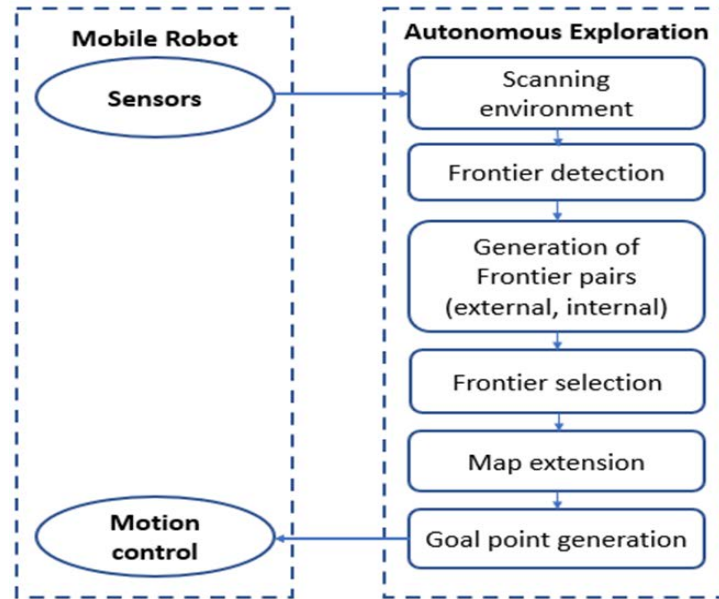 Mobile Robot
Sensors
Motion
control
Autonomous Exploration
Scanning
environment
Frontier detection
Generation of
Frontier pairs
(external, internal)
Frontier selection
Map extension
Goal point generation